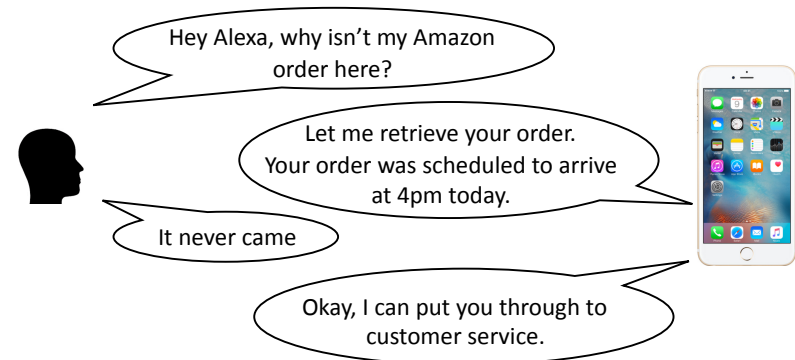 Hey Alexa, why isn’t my Amazon
order here?
Let me retrieve your order.
Your order was scheduled to arrive
at 4pm today.
It never came
Okay, I can put you through to
customer service.